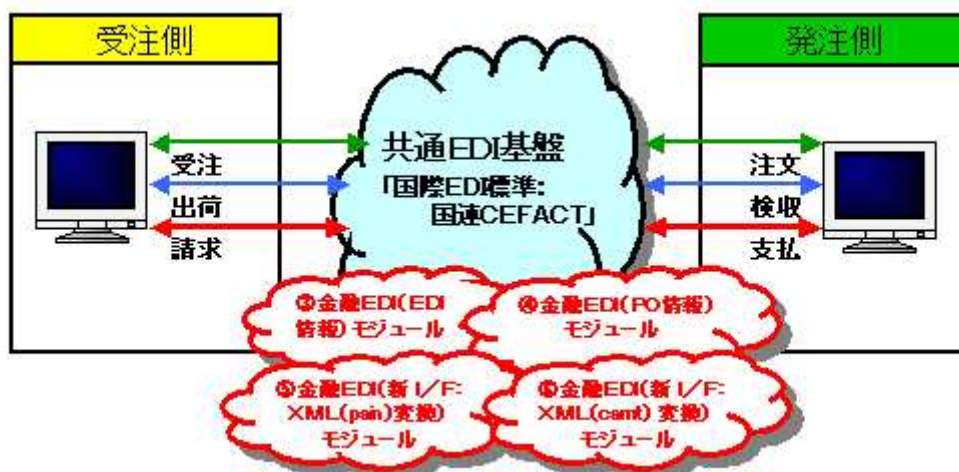 受注側
発注側
共通EDI基盤
「国際EDI標準:
国連CEFACT」
受注
出荷
請求
注文
検収
支払
③金融EDI(EDI
情報)モジュール
④金融EDI(PO情報)
モジュール
⑤金融EDI(新I/F:
XML(pain)変換)
モジュール
金融EDI(新I/F:
XML(camt)変換)
モジュール